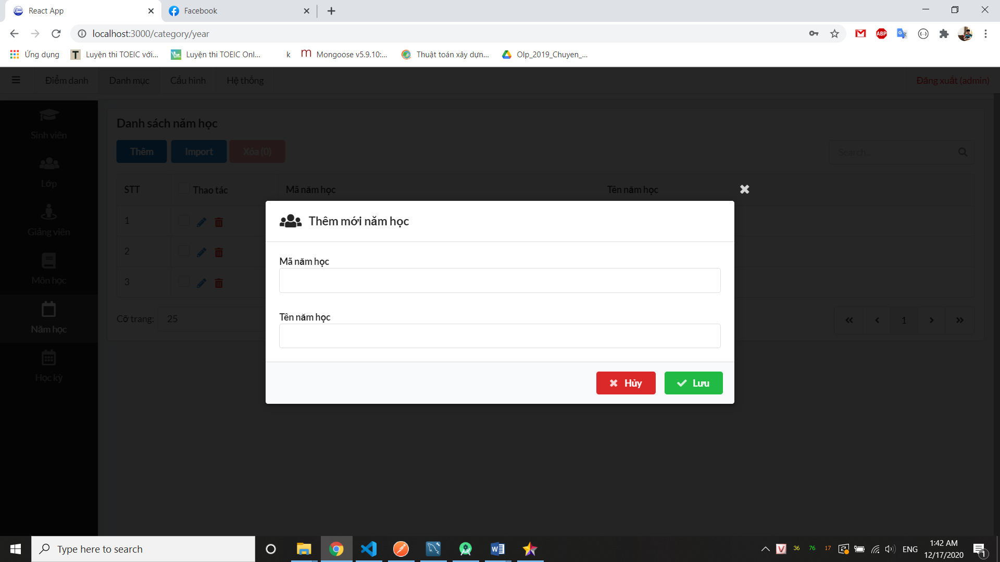 React App
Facebook
localhost:3000/category/year
ABP
Ứng dụng
T Luyện thi TOEIC với...
Luyện thi TOEIC Onl...
k
m Mongoose v5.9.10:...
Thuật toán xây dựn...
Olp_2019_Chuyen_...
Điểm danh
Danh mục
Cấu hình
Hệ thống
Đăng xuất (admin)
Sinh viên
Lớp
Giảng viên
Môn học
Năm học
Học kỳ
Danh sách năm học
Thêm
Import
Xóa (0)
Search...
STT
Thao tác
Mã năm học
Tên năm học
1
2
3
Cỡ trang:
25
1
Thêm mới năm học
Mã năm học
Tên năm học
Hủy
Lưu
Type here to search
36
76
17
ENG
1:42 AM
12/17/2020
1